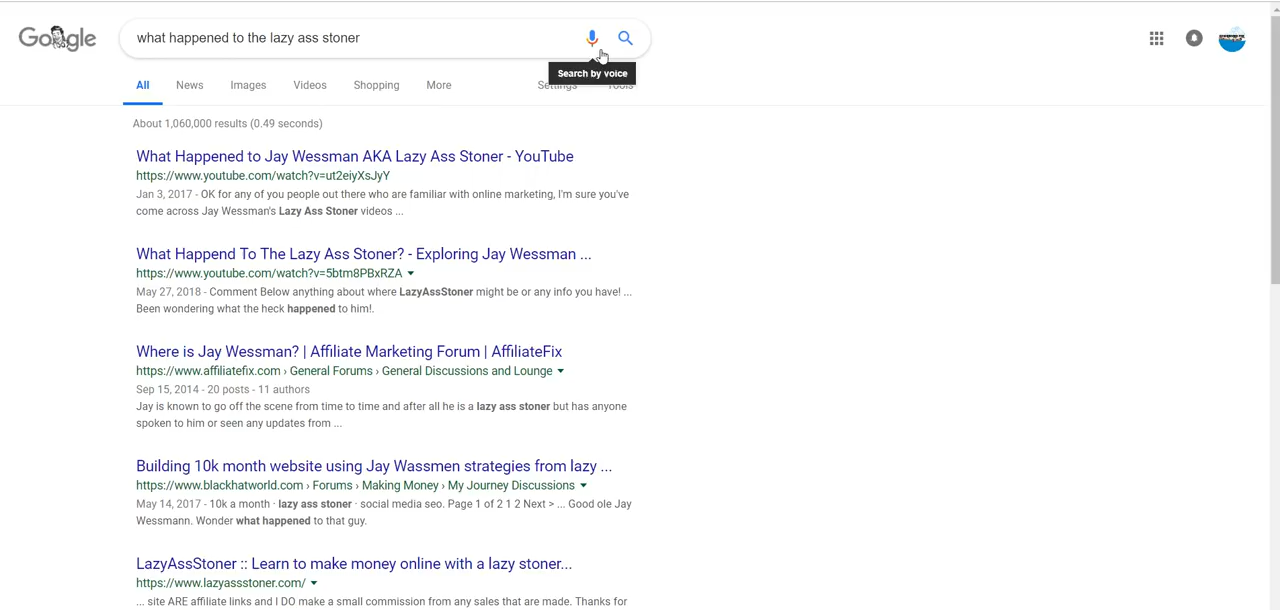 Google
what happened to the lazy ass stoner
Search by voice
All News Images Videos Shopping More Settings Tools
About 1,060,000 results (0.49 seconds)
What Happened to Jay Wessman AKA Lazy Ass Stoner - YouTube
https://www.youtube.com/watch?v=ut2eiyXsJyY
Jan 3, 2017 - OK for any of you people out there who are familiar with online marketing, I'm sure you've
come across Jay Wessman's Lazy Ass Stoner videos ...
What Happend To The Lazy Ass Stoner? - Exploring Jay Wessman ...
https://www.youtube.com/watch?v=5btm8PBxRZA
May 27, 2018 - Comment Below anything about where LazyAssStoner might be or any info you have! ...
Been wondering what the heck happened to him!.
Where is Jay Wessman? | Affiliate Marketing Forum | AffiliateFix
https://www.affiliatefix.com › General Forums › General Discussions and Lounge
Sep 15, 2014 - 20 posts - 11 authors
Jay is known to go off the scene from time to time and after all he is a lazy ass stoner but has anyone
spoken to him or seen any updates from ...
Building 10k month website using Jay Wassmen strategies from lazy ...
https://www.blackhatworld.com › Forums › Making Money › My Journey Discussions
May 14, 2017 - 10k a month · lazy ass stoner · social media seo. Page 1 of 2 1 2 Next > ... Good ole Jay
Wessmann. Wonder what happened to that guy.
LazyAssStoner :: Learn to make money online with a lazy stoner...
https://www.lazyassstoner.com/
... site ARE affiliate links and I DO make a small commission from any sales that are made. Thanks for